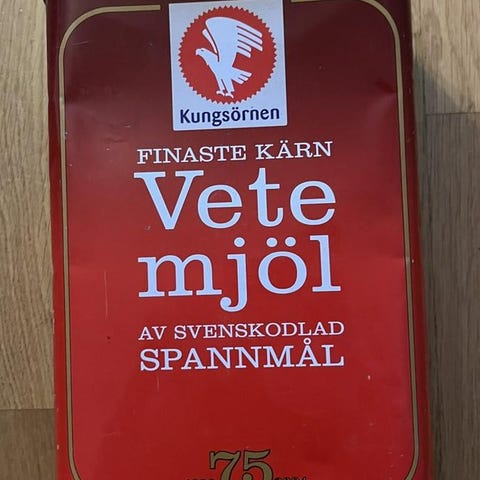 Kungsörnen
FINASTE KÄRN
Vete
mjöl
AV SVENSKODLAD
SPANNMÅL
75